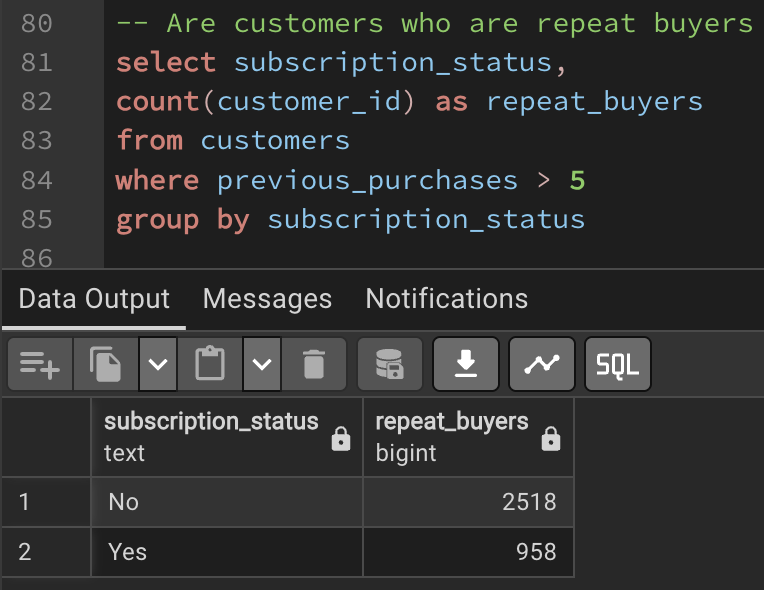 80 -- Are customers who are repeat buyers
81 select subscription_status,
82 count(customer_id) as repeat_buyers
83 from customers
84 where previous_purchases > 5
85 group by subscription_status
86
Data Output Messages Notifications
SQL
subscription_status repeat_buyers
text bigint
1 No 2518
2 Yes 958